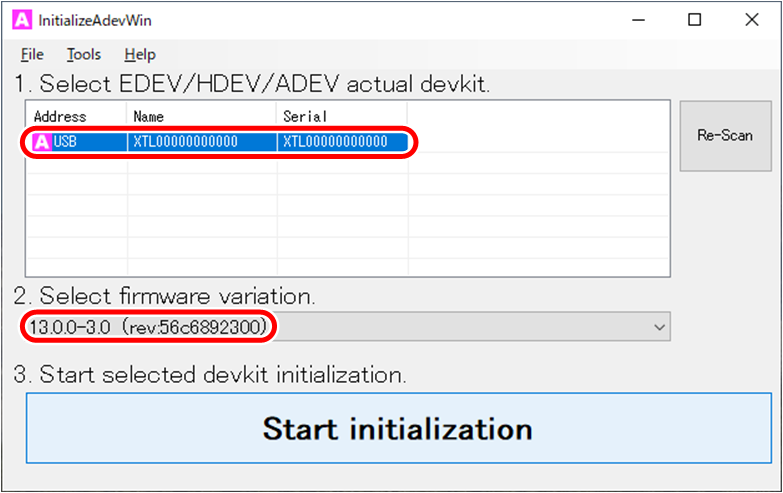 A InitializeAdevWin
File Tools Help
1. Select EDEV/HDEV/ADEV actual devkit.
Address Name Serial
A USB XTL00000000000 XTL00000000000
Re-Scan
2. Select firmware variation.
13.0.0-3.0 (rev:56c6892300)
3. Start selected devkit initialization.
Start initialization